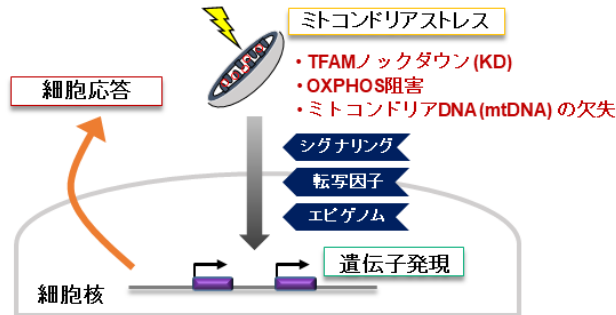 ミトコンドリアストレス
・TFAMノックダウン(KD)
・OXPHOS阻害
・ミトコンドリアDNA(mtDNA) の欠失
細胞応答
シグナリング
転写因子
エピゲノム
遺伝子発現
細胞核